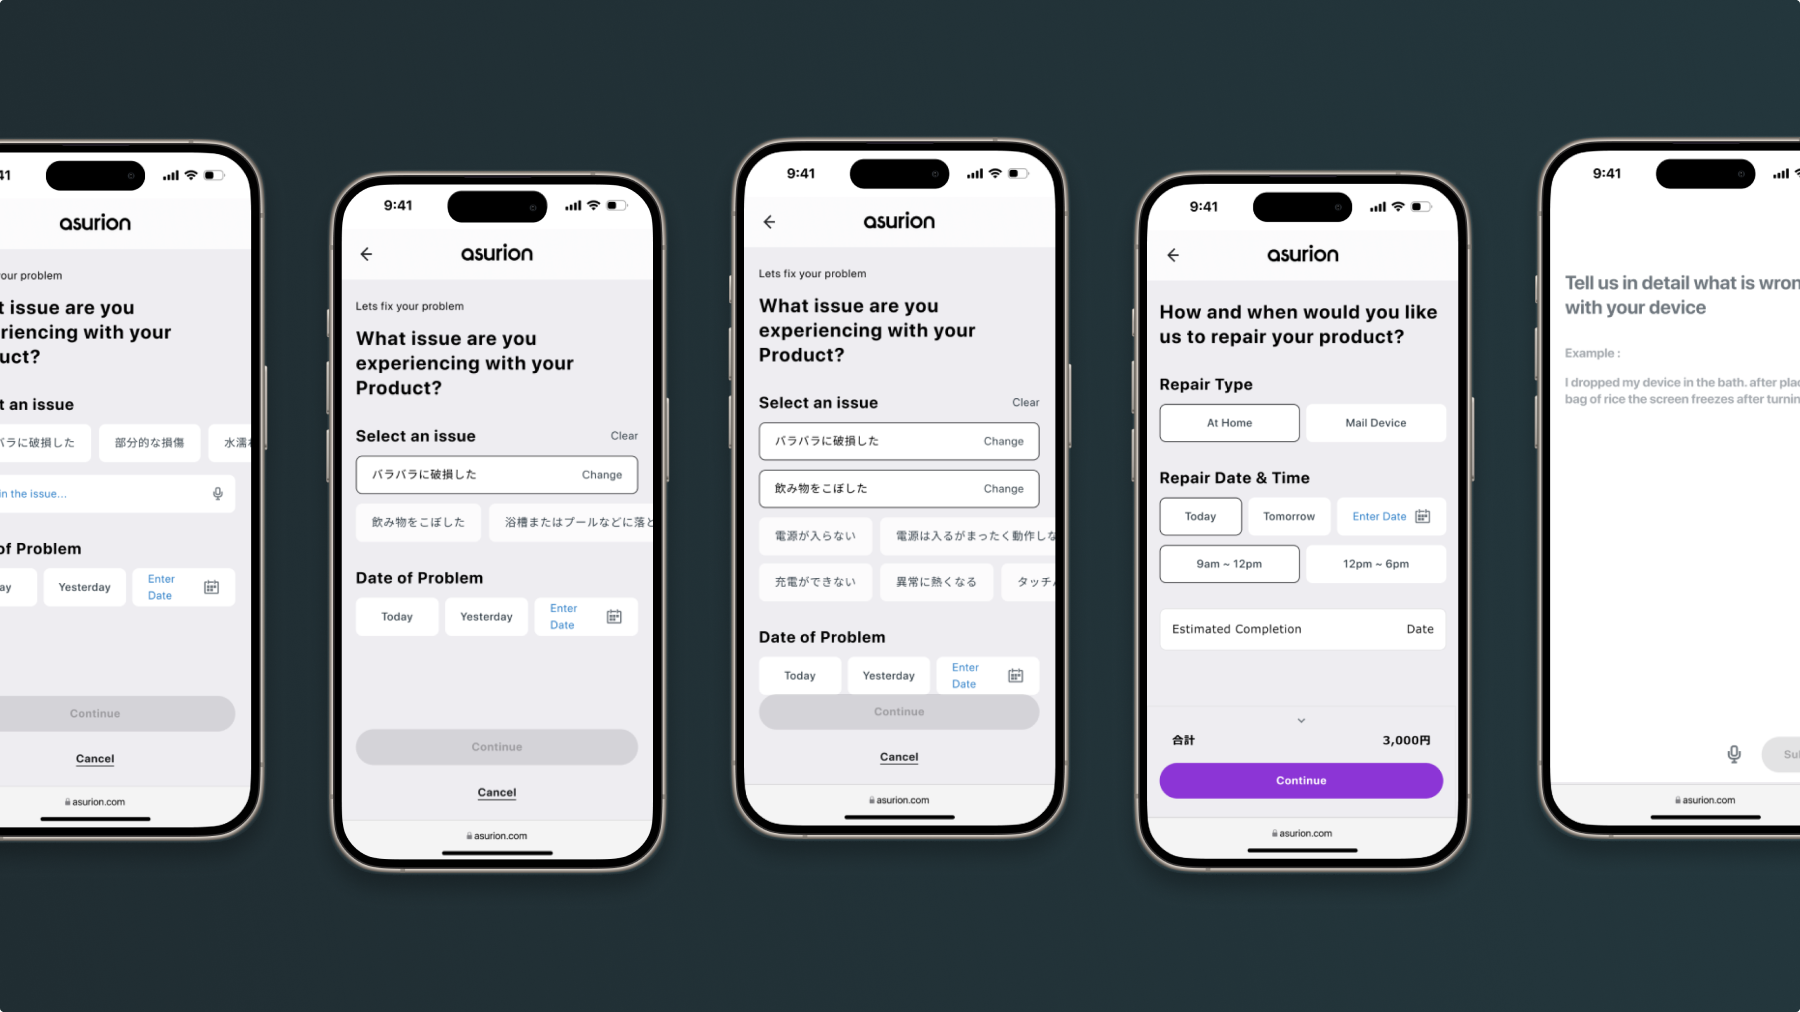 41
asurion
our problem
t issue are you
riencing with your
uct?
t an issue
バラに破損した
部分的な損傷
水濡
n the issue...
of Problem
ay
Yesterday
Enter
Date
Continue
Cancel
asurion.com
9:41
asurion
Lets fix your problem
What issue are you
experiencing with your
Product?
Select an issue
Clear
バラバラに破損した
Change
飲み物をこぼした
浴槽またはプールなどに落と
Date of Problem
Today
Yesterday
Enter
Date
Continue
Cancel
asurion.com
9:41
asurion
Lets fix your problem
What issue are you
experiencing with your
Product?
Select an issue
Clear
バラバラに破損した
Change
飲み物をこぼした
Change
電源が入らない
電源は入るがまったく動作しな
充電ができない
異常に熱くなる
タッチ
Date of Problem
Today
Yesterday
Enter
Date
Continue
Cancel
asurion.com
9:41
asurion
How and when would you like
us to repair your product?
Repair Type
At Home
Mail Device
Repair Date & Time
Today
Tomorrow
Enter Date
9am ~ 12pm
12pm ~ 6pm
Estimated Completion
Date
合計
3,000円
Continue
asurion.com
9:41
Tell us in detail what is wron
with your device
Example :
I dropped my device in the bath. after plac
bag of rice the screen freezes after turnin
Su
asurion.com